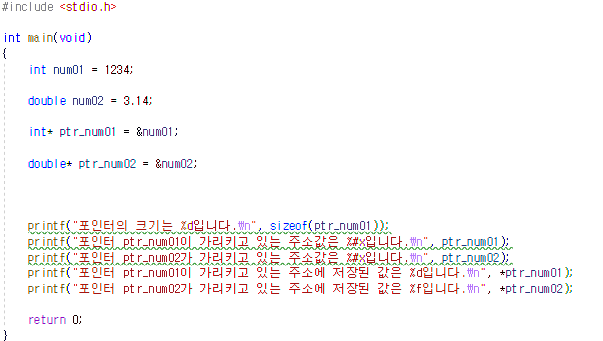 #include <stdio.h>
int main(void)
{
int num01 = 1234;
double num02 = 3.14;
int* ptr_num01 = &num01;
double* ptr_num02 = &num02;
printf("포인터의 크기는 %d입니다.₩n", sizeof(ptr_num01));
printf("포인터 ptr_num01이 가리키고 있는 주소값은 %#x입니다.₩n", ptr_num01);
printf("포인터 ptr_num02가 가리키고 있는 주소값은 %#x입니다.₩n", ptr_num02);
printf("포인터 ptr_num01이 가리키고 있는 주소에 저장된 값은 %d입니다.₩n", *ptr_num01);
printf("포인터 ptr_num02가 가리키고 있는 주소에 저장된 값은 %f입니다.₩n", *ptr_num02);
return 0;
}